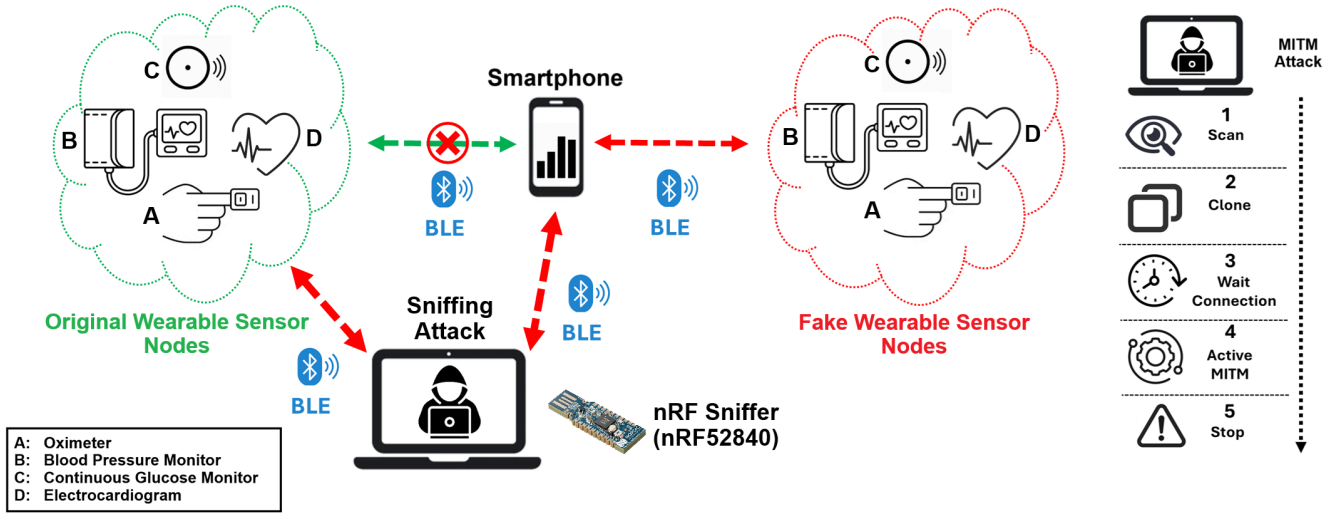 C
B
D
A
Original Wearable Sensor
Nodes
Smartphone
BLE
BLE
C
B
D
A
Fake Wearable Sensor
Nodes
Sniffing
Attack
BLE
BLE
nRF Sniffer
(nRF52840)
A: Oximeter
B: Blood Pressure Monitor
C: Continuous Glucose Monitor
D: Electrocardiogram
MITM
Attack
1
Scan
2
Clone
3
Wait
Connection
4
Active
MITM
5
Stop